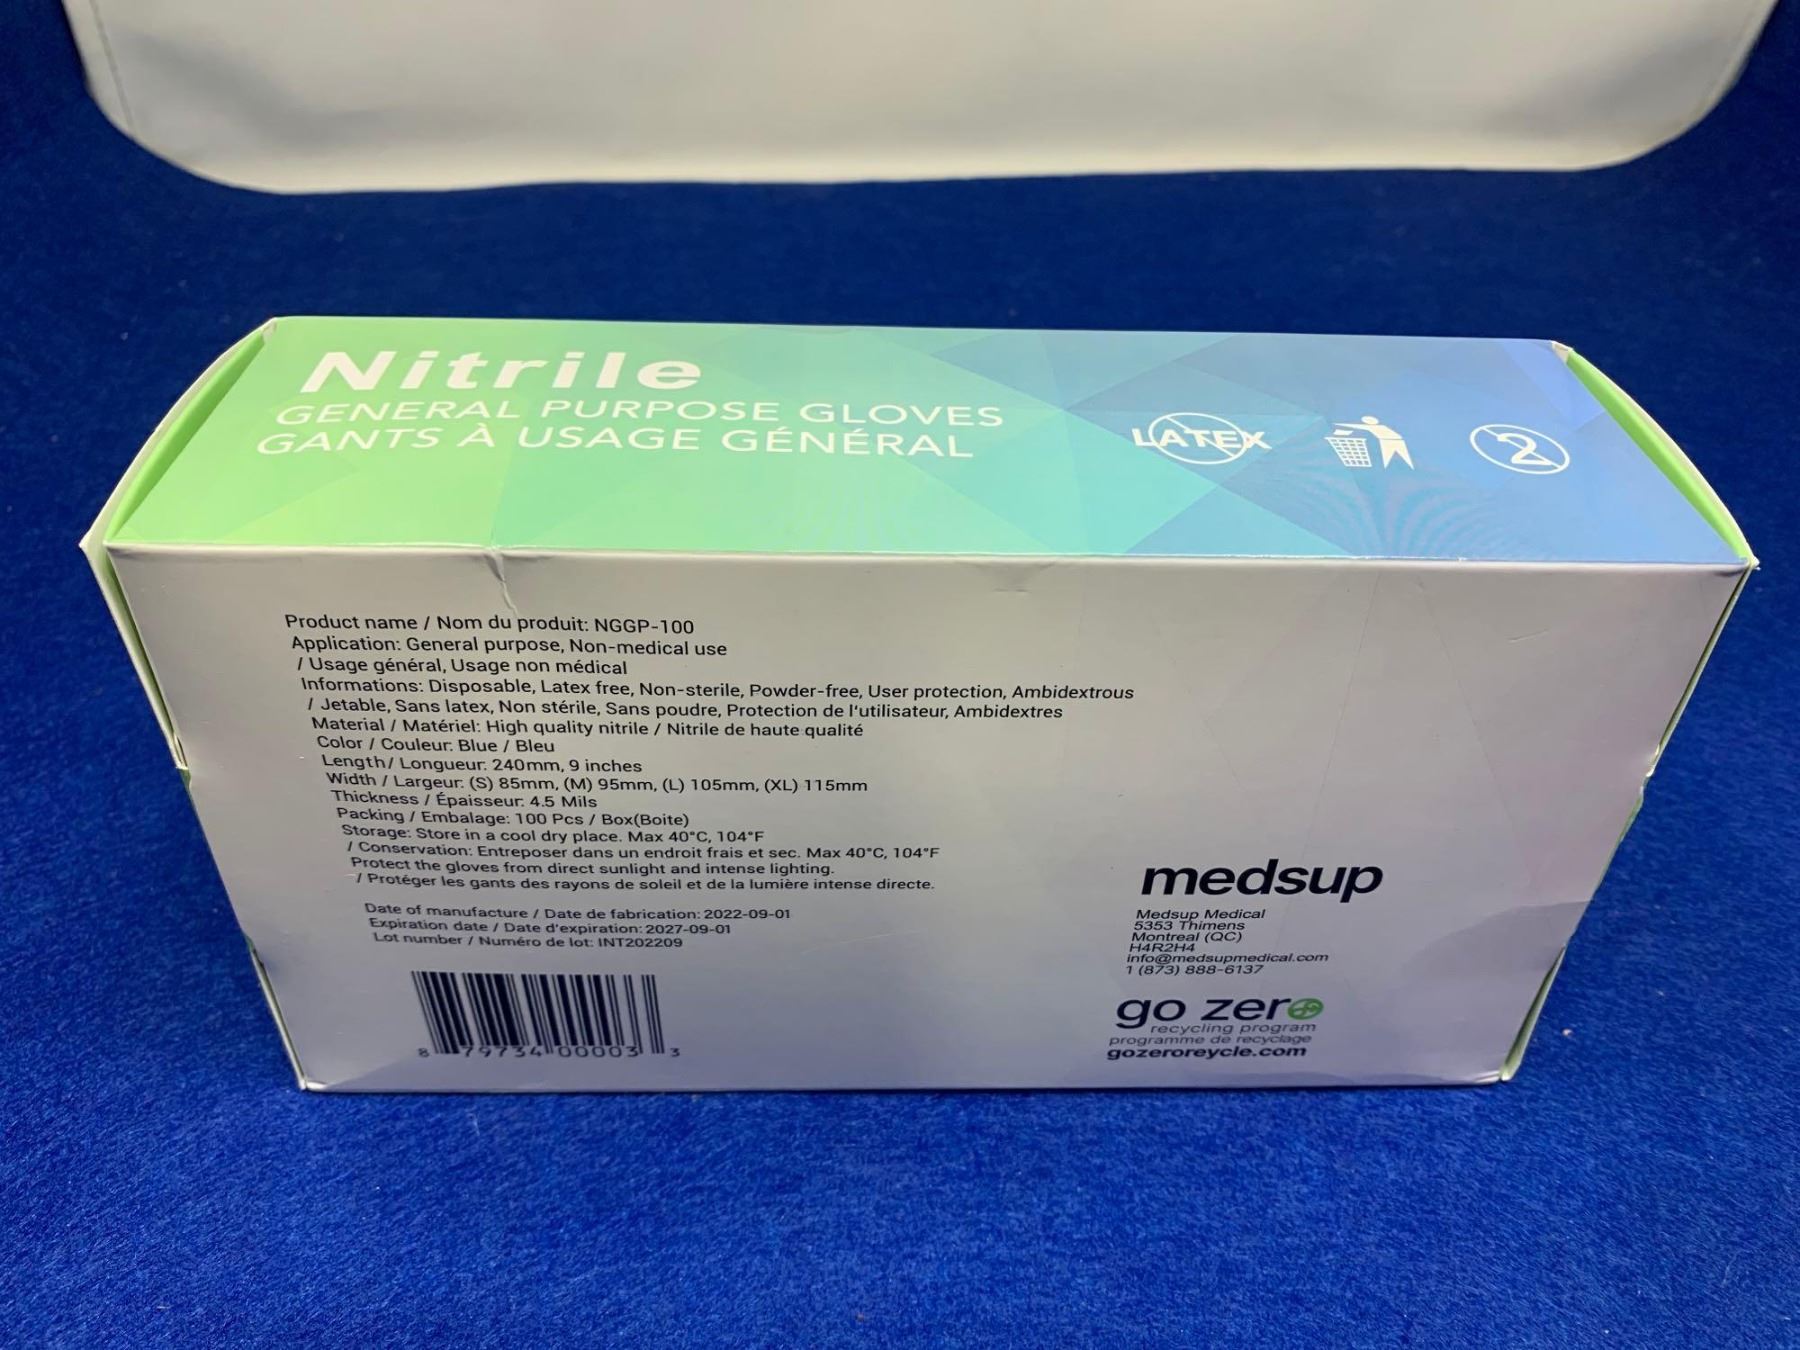 Nitrile
GENERAL PURPOSE GLOVES
GANTS À USAGE GÉNÉRAL
LATEX
2
Product name / Nom du produit: NGGP-100
Application: General purpose, Non-medical use
/ Usage général, Usage non médical
Informations: Disposable, Latex free, Non-sterile, Powder-free, User protection, Ambidextrous
/ Jetable, Sans latex, Non stérile, Sans poudre, Protection de l'utilisateur, Ambidextres
Material / Matériel: High quality nitrile / Nitrile de haute qualité
Color / Couleur: Blue / Bleu
Length/ Longueur: 240mm, 9 inches
Width / Largeur: (S) 85mm, (M) 95mm, (L) 105mm, (XL) 115mm
Thickness / Épaisseur: 4.5 Mils
Packing / Embalage: 100 Pcs / Box(Boite)
Storage: Store in a cool dry place. Max 40°C, 104°F
/ Conservation: Entreposer dans un endroit frais et sec. Max 40°C, 104°F
Protect the gloves from direct sunlight and intense lighting.
/ Protéger les gants des rayons de soleil et de la lumière intense directe.
Date of manufacture / Date de fabrication: 2022-09-01
Expiration date / Date d'expiration: 2027-09-01
Lot number / Numéro de lot: INT202209
8 79734 00003 3
medsup
Medsup Medical
5353 Thimens
Montreal (QC)
H4R2H4
info@medsupmedical.com
1 (873) 888-6137
go zero
recycling program
programme de recyclage
gozeroreycle.com